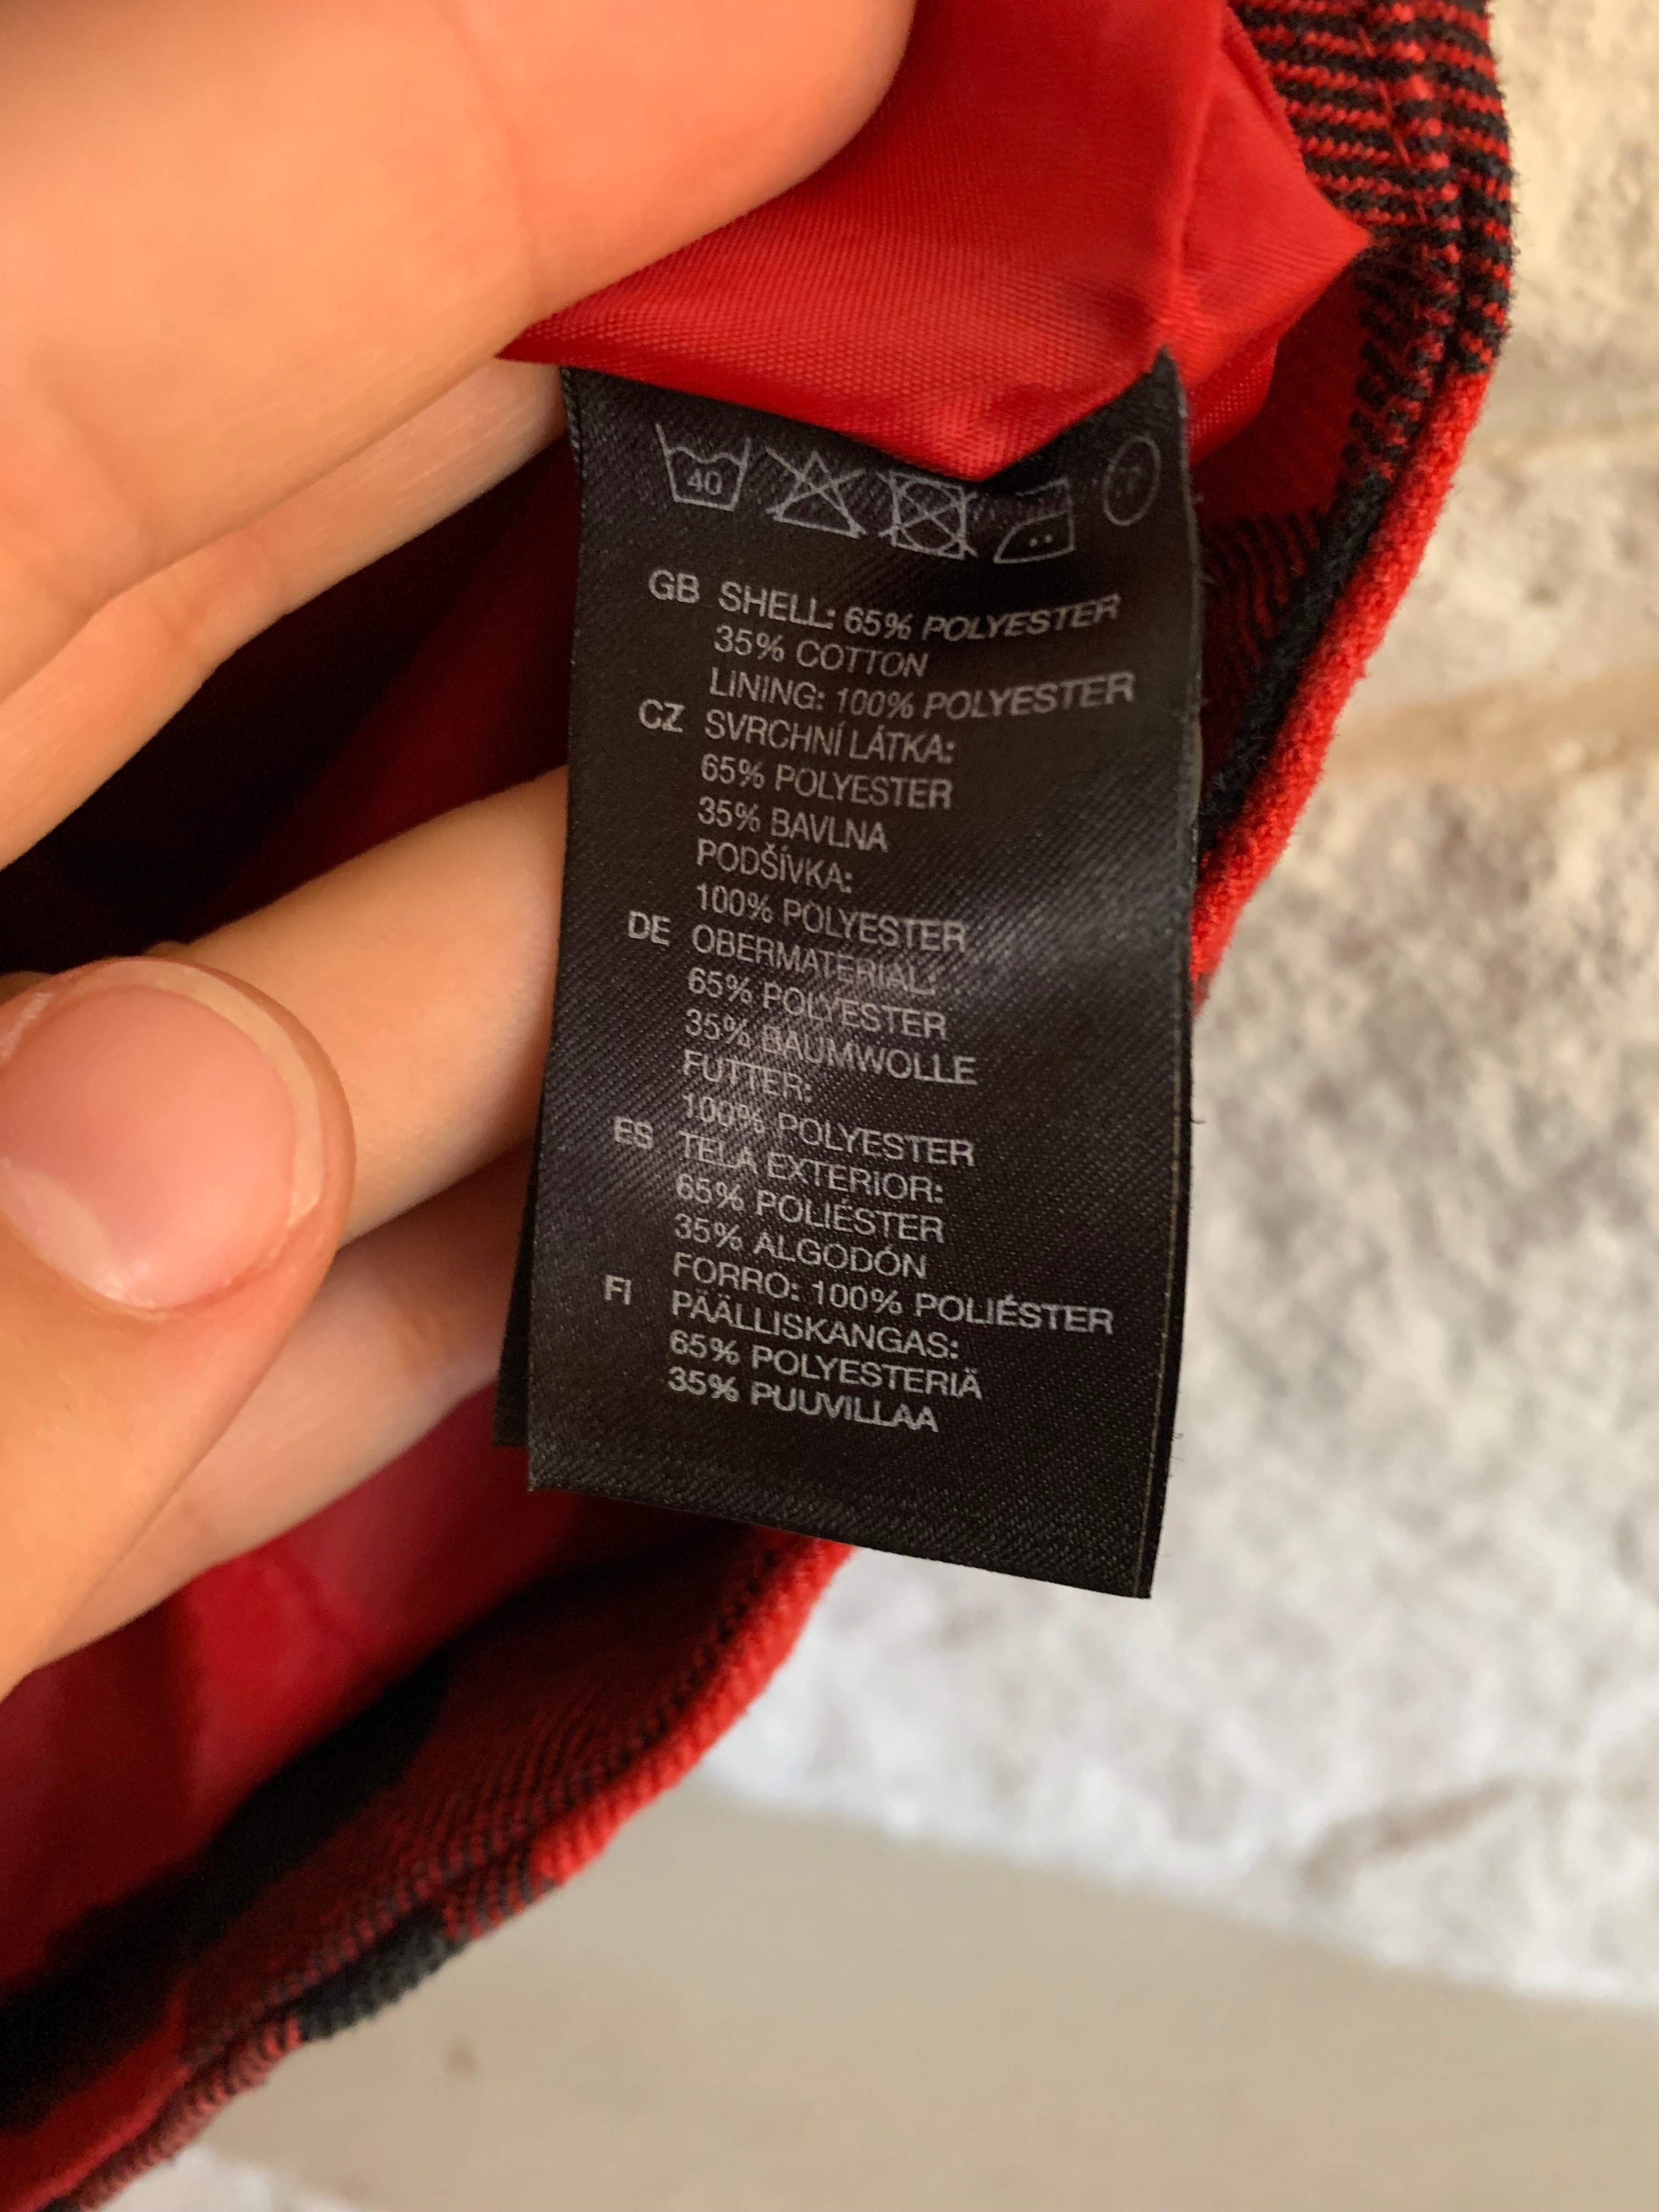 40
GB SHELL: 65% POLYESTER
35% COTTON
LINING: 100% POLYESTER
CZ SVRCHNÍ LÁTKA:
65% POLYESTER
35% BAVLNA
PODŠÍVKA:
100% POLYESTER
DE OBERMATERIAL:
65% POLYESTER
35% BAUMWOLLE
FUTTER:
100% POLYESTER
ES TELA EXTERIOR:
65% POLIÉSTER
35% ALGODÓN
FORRO: 100% POLIÉSTER
FI PÄÄLLISKANGAS:
65% POLYESTERIÄ
35% PUUVILLAA